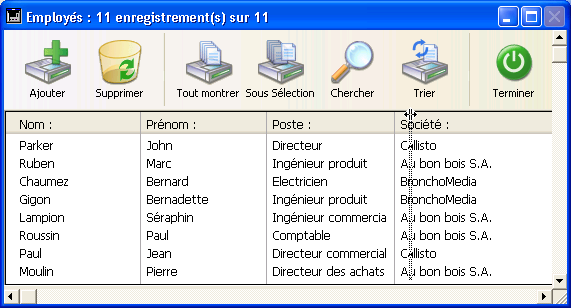 Employés : 11 enregistrement(s) sur 11
Ajouter Supprimer Tout montrer Sous Sélection Chercher Trier Terminer
Nom : Prénom : Poste : Société :
Parker John Directeur Callisto
Ruben Marc Ingénieur produit Au bon bois S.A.
Chaumez Bernard Electricien BronchoMedia
Gigon Bernadette Ingénieur produit BronchoMedia
Lampion Séraphin Ingénieur commercia Au bon bois S.A.
Roussin Paul Comptable Au bon bois S.A.
Paul Jean Directeur commercial Callisto
Moulin Pierre Directeur des achats Au bon bois S.A.